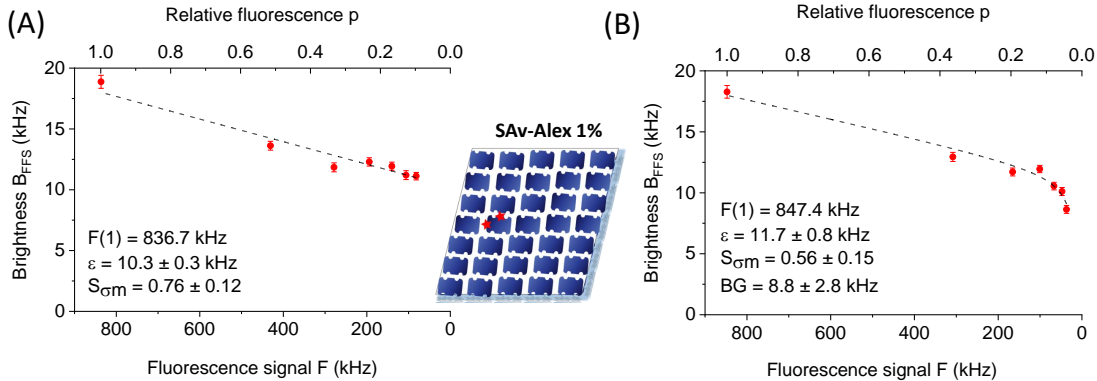 (A)
Relative fluorescence p
1.0 0.8 0.6 0.4 0.2 0.0
20
15
10
5
0
Brightness B_FFS (kHz)
F(1) = 836.7 kHz
ε = 10.3 ± 0.3 kHz
S_σm = 0.76 ± 0.12
800 600 400 200 0
Fluorescence signal F (kHz)
SAv-Alex 1%
(B)
Relative fluorescence p
1.0 0.8 0.6 0.4 0.2 0.0
20
15
10
5
0
Brightness B_FFS (kHz)
F(1) = 847.4 kHz
ε = 11.7 ± 0.8 kHz
S_σm = 0.56 ± 0.15
BG = 8.8 ± 2.8 kHz
800 600 400 200 0
Fluorescence signal F (kHz)